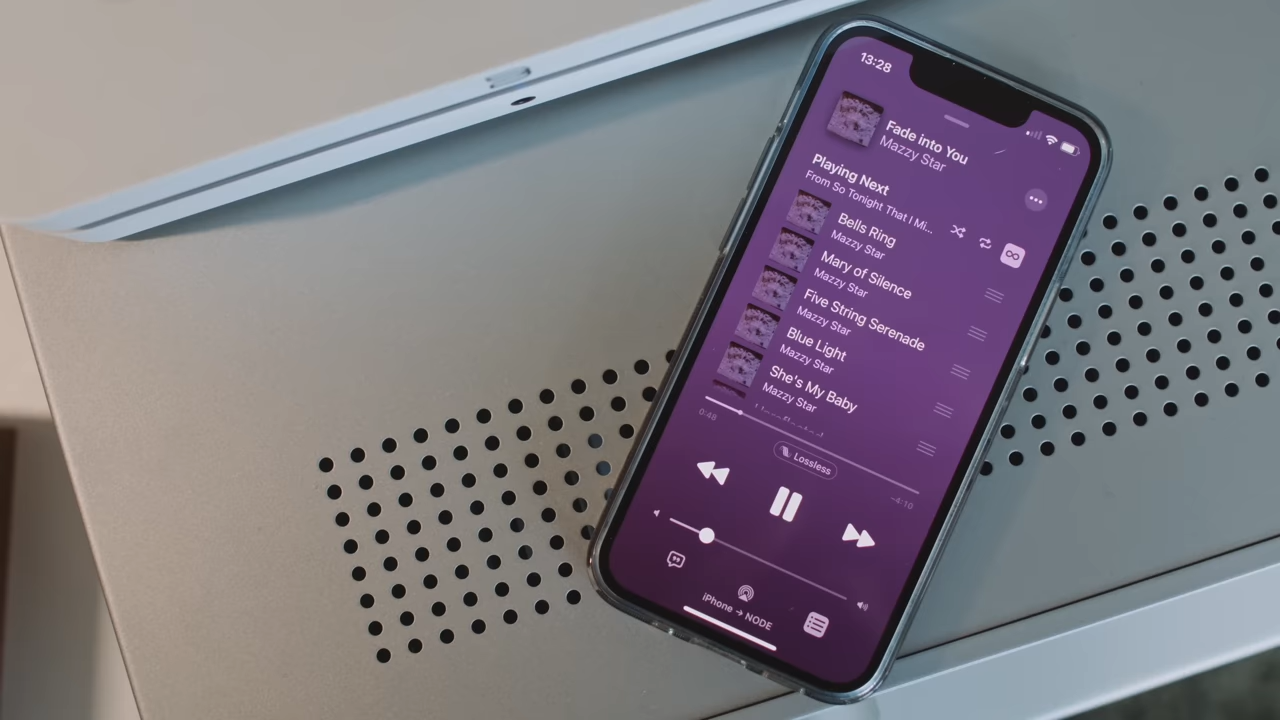 13:28
Fade into You
Mazzy Star
Playing Next
From So Tonight That I Mi...
Bells Ring
Mazzy Star
Mary of Silence
Mazzy Star
Five String Serenade
Mazzy Star
Blue Light
Mazzy Star
She's My Baby
Mazzy Star
0:48
-4:10
Lossless
iPhone → NODE